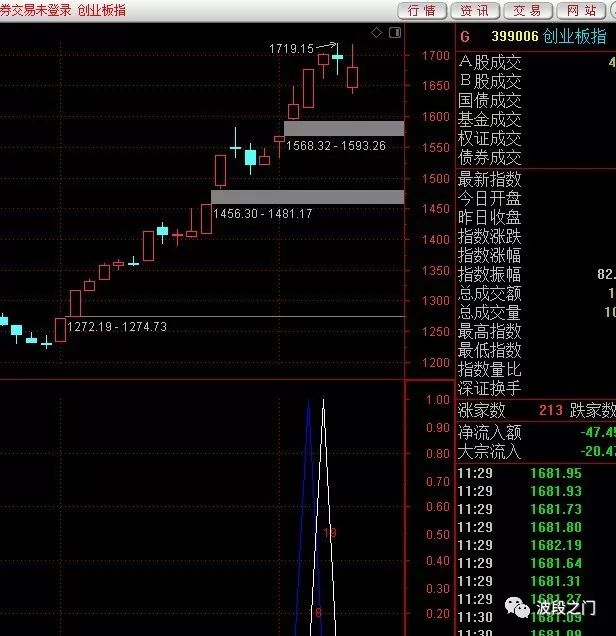 券交易未登录 创业板指 行情 资讯 交易 网站
G 399006 创业板指
1719.15
1568.32 - 1593.26
1456.30 - 1481.17
1272.19 - 1274.73
1700
1650
1600
1550
1500
1450
1400
1350
1300
1250
1200
1.00
0.90
0.80
0.70
0.60
0.50
0.40
0.30
0.20
19
8
A股成交 4
B股成交
国债成交
基金成交
权证成交
债券成交
最新指数
今日开盘
昨日收盘
指数涨跌
指数涨幅
指数振幅 82.
总成交额 1
总成交量 10
最高指数
最低指数
指数量比
深证换手
涨家数 213 跌家数
净流入额 -47.45
大宗流入 -20.47
11:29 1681.95
11:29 1681.93
11:29 1681.73
11:29 1681.80
11:29 1682.19
11:29 1681.64
11:29 1681.31
11:29 1681.27
11:30 1681.09
11:30 1681.09
波段之门